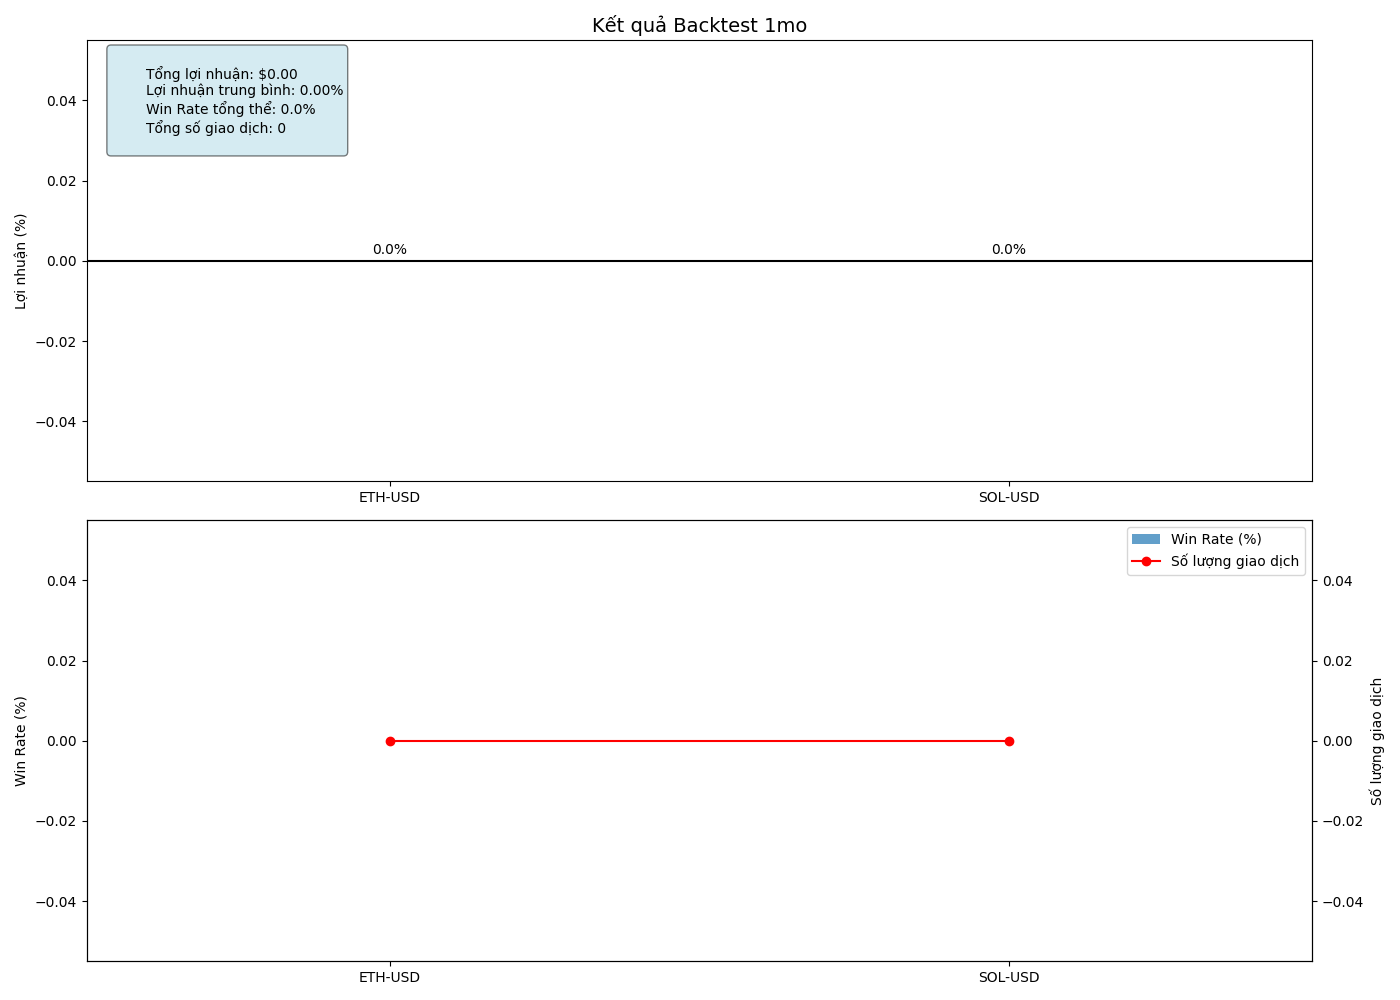 Kết quả Backtest 1mo
Tổng lợi nhuận: $0.00
Lợi nhuận trung bình: 0.00%
Win Rate tổng thể: 0.0%
Tổng số giao dịch: 0
Lợi nhuận (%)
0.04
0.02
0.00
−0.02
−0.04
0.0%
0.0%
ETH-USD
SOL-USD
Win Rate (%)
Số lượng giao dịch
Win Rate (%)
0.04
0.02
0.00
−0.02
−0.04
0.04
0.02
0.00
−0.02
−0.04
Số lượng giao dịch
ETH-USD
SOL-USD